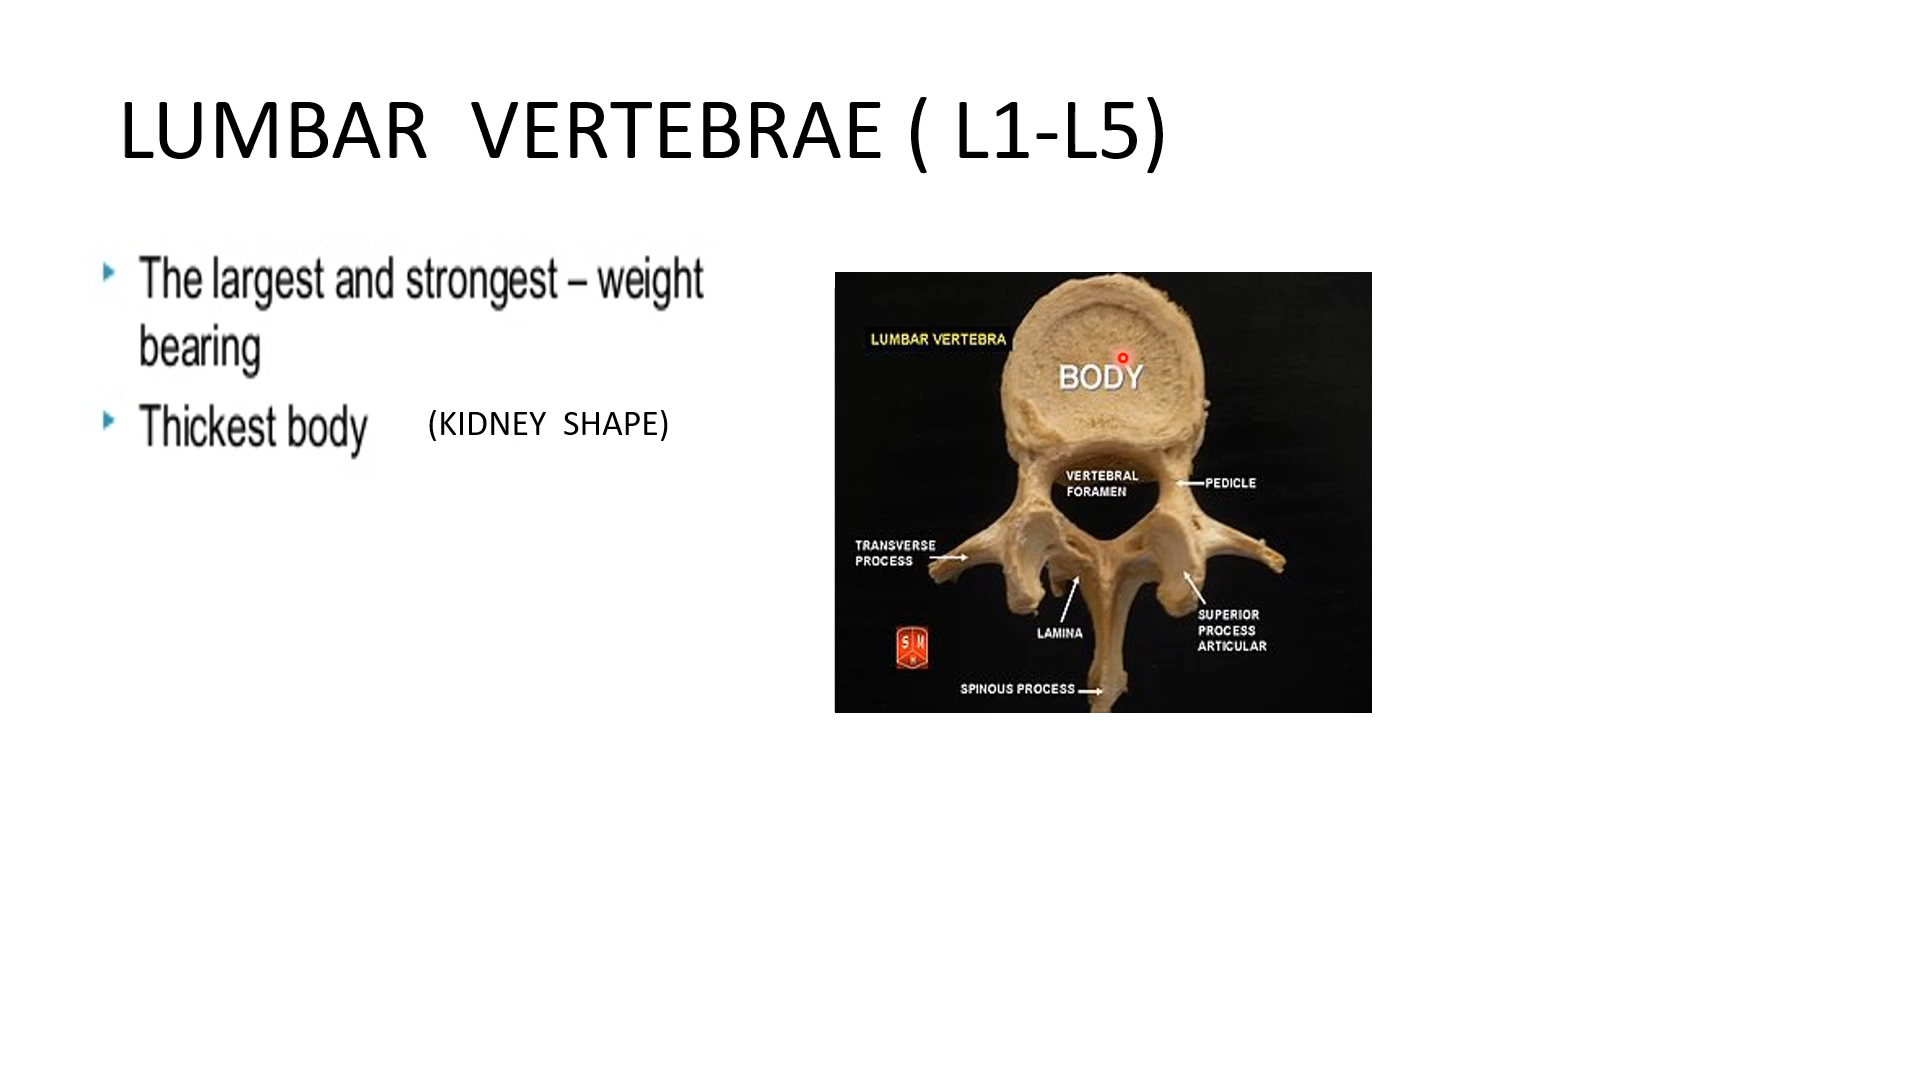 LUMBAR  VERTEBRAE ( L1-L5)
The largest and strongest – weight
bearing
Thickest body
(KIDNEY  SHAPE)
LUMBAR VERTEBRA
BODY
VERTEBRAL
FORAMEN
PEDICLE
TRANSVERSE
PROCESS
SUPERIOR
PROCESS
ARTICULAR
LAMINA
S M
H
SPINOUS PROCESS